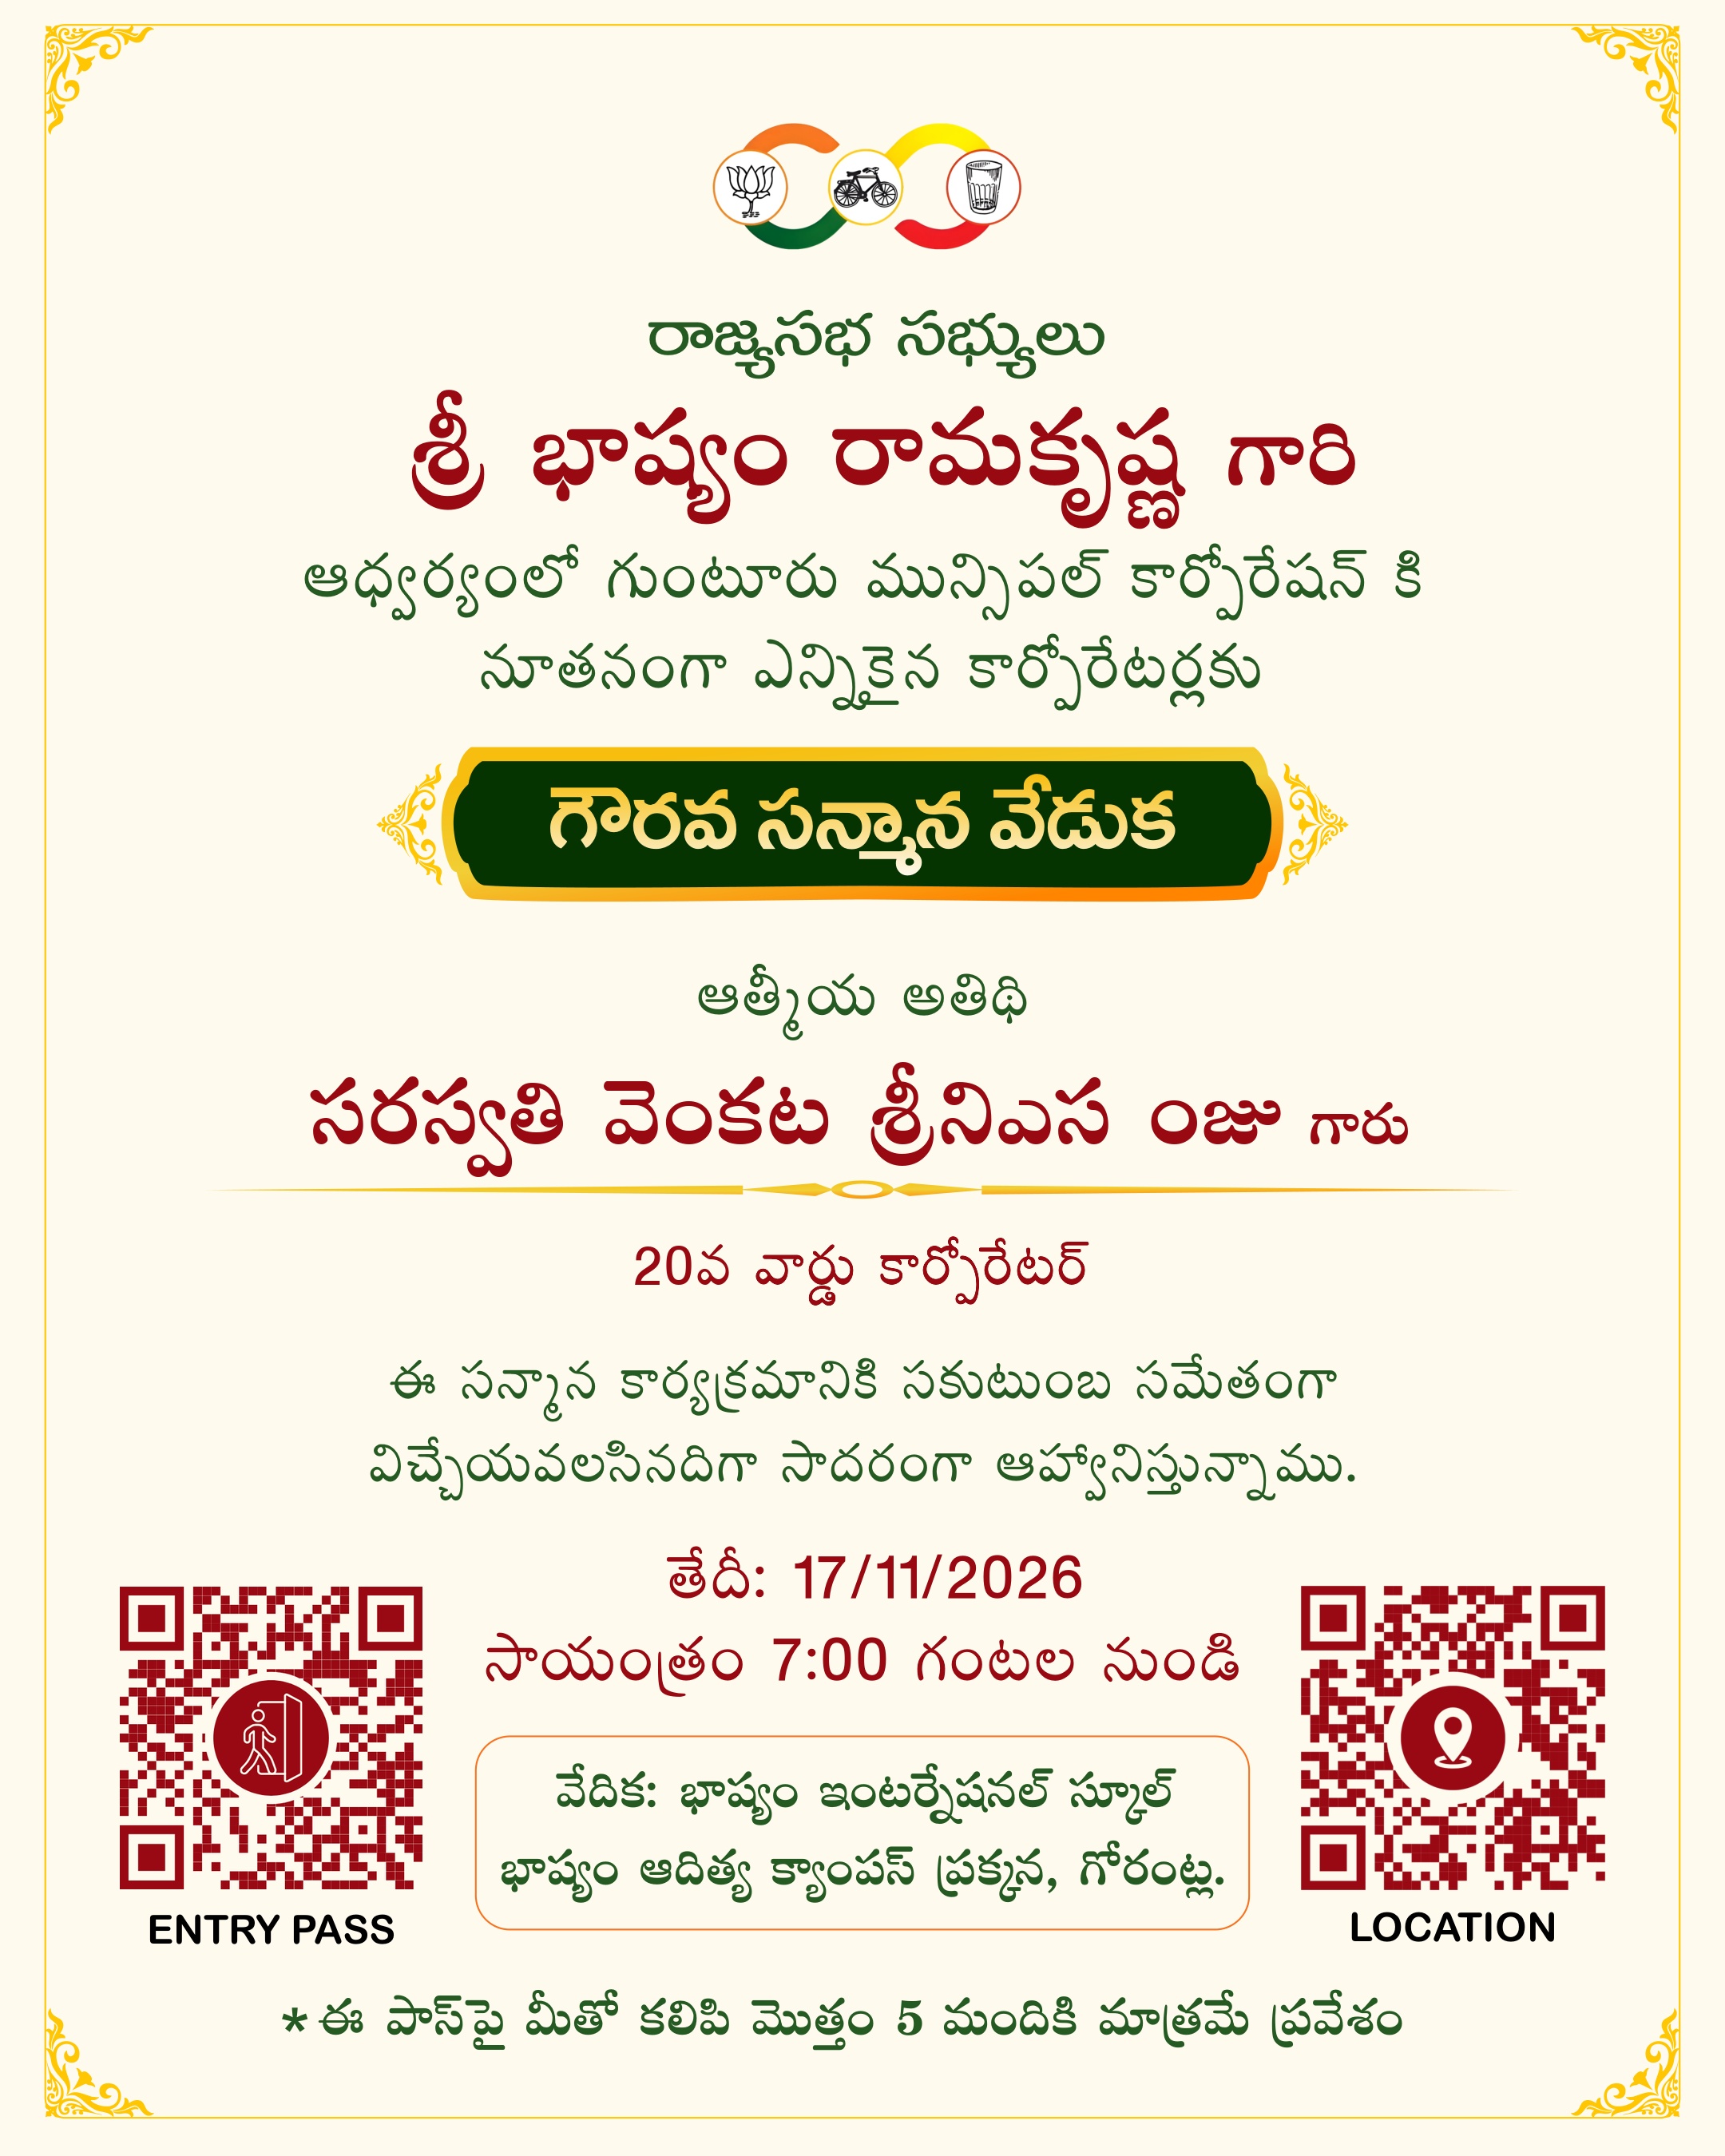 రాజ్యసభ సభ్యులు
శ్రీ భాష్యం రామకృష్ణ గారి
ఆధ్వర్యంలో గుంటూరు మున్సిపల్ కార్పోరేషన్ కి
నూతనంగా ఎన్నికైన కార్పోరేటర్లకు
గౌరవ సన్మాన వేడుక
ఆత్మీయ అతిథి
సరస్వతి వెంకట శ్రీనిఎస ంజు గారు
20వ వార్డు కార్పోరేటర్
ఈ సన్మాన కార్యక్రమానికి సకుటుంబ సమేతంగా
విచ్చేయవలసినదిగా సాదరంగా ఆహ్వానిస్తున్నాము.
తేదీ: 17/11/2026
సాయంత్రం 7:00 గంటల నుండి
వేదిక: భాష్యం ఇంటర్నేషనల్ స్కూల్
భాష్యం ఆదిత్య క్యాంపస్ ప్రక్కన, గోరంట్ల.
ENTRY PASS
LOCATION
*ఈ పాస్‌పై మీతో కలిపి మొత్తం 5 మందికి మాత్రమే ప్రవేశం